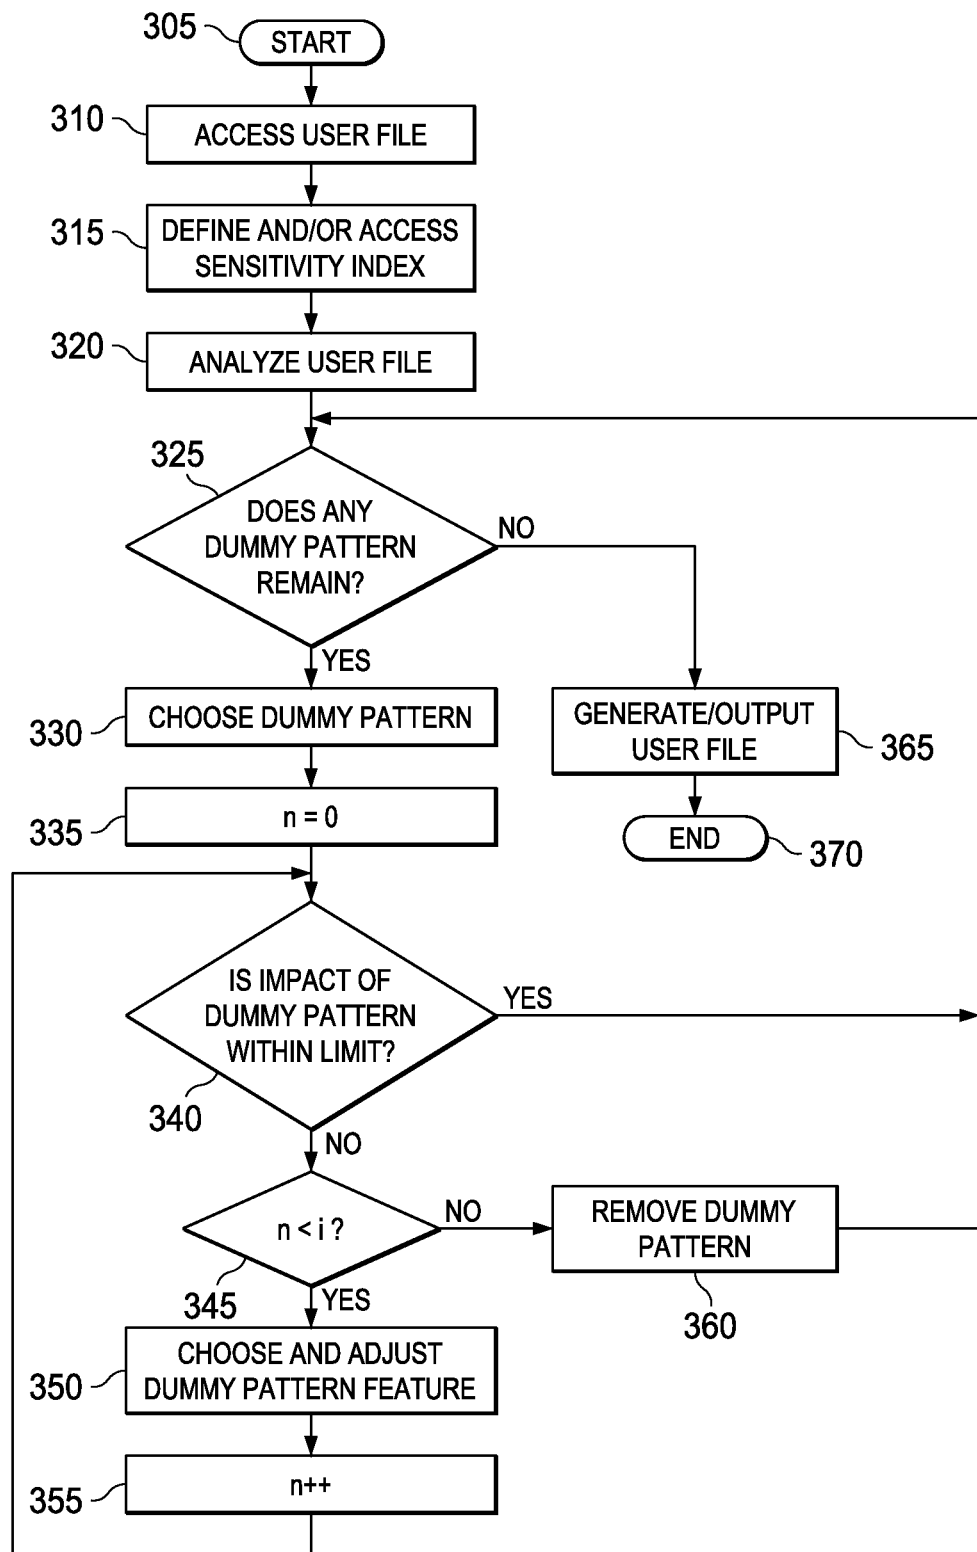 305
START
310
ACCESS USER FILE
315
DEFINE AND/OR ACCESS
SENSITIVITY INDEX
320
ANALYZE USER FILE
325
DOES ANY
DUMMY PATTERN
REMAIN?
NO
YES
330
CHOOSE DUMMY PATTERN
GENERATE/OUTPUT
USER FILE
365
335
n = 0
END
370
IS IMPACT OF
DUMMY PATTERN
WITHIN LIMIT?
YES
340
NO
n < i ?
NO
REMOVE DUMMY
PATTERN
345
YES
360
350
CHOOSE AND ADJUST
DUMMY PATTERN FEATURE
355
n++